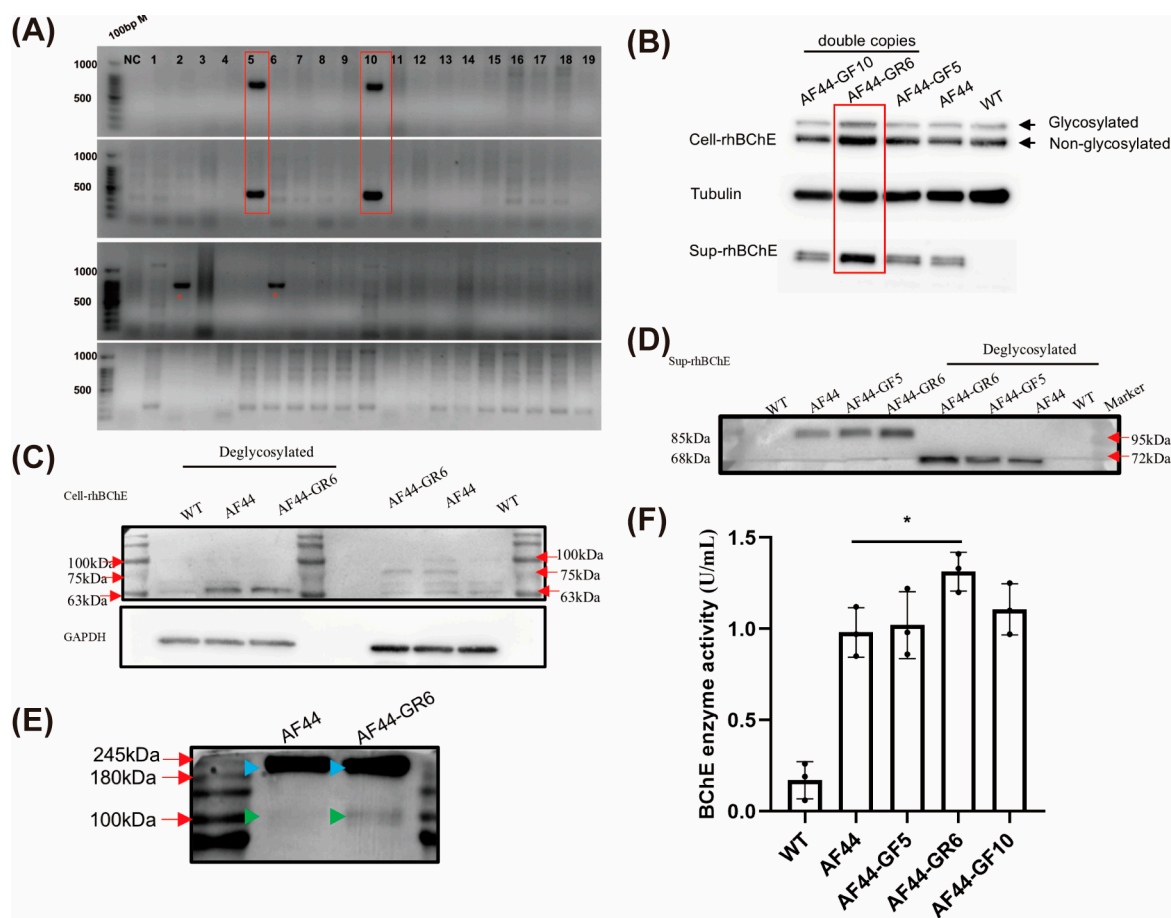 (A)
100bp M
NC 1 2 3 4 5 6 7 8 9 10 11 12 13 14 15 16 17 18 19
1000
500
1000
500
1000
500
1000
500
(B)
double copies
AF44-GF10 AF44-GR6 AF44-GF5 AF44 WT
Cell-rhBChE
Glycosylated
Non-glycosylated
Tubulin
Sup-rhBChE
(C)
Deglycosylated
Cell-rhBChE
WT AF44 AF44-GR6 AF44-GR6 AF44 WT
100kDa 100kDa
75kDa 75kDa
63kDa 63kDa
GAPDH
(D)
Deglycosylated
Sup-rhBChE
WT AF44 AF44-GF5 AF44-GR6 AF44-GR6 AF44-GF5 AF44 WT Marker
85kDa 95kDa
68kDa 72kDa
(E)
AF44 AF44-GR6
245kDa
180kDa
100kDa
(F)
*
BChE enzyme activity (U/mL)
1.5
1.0
0.5
0.0
WT AF44 AF44-GF5 AF44-GR6 AF44-GF10